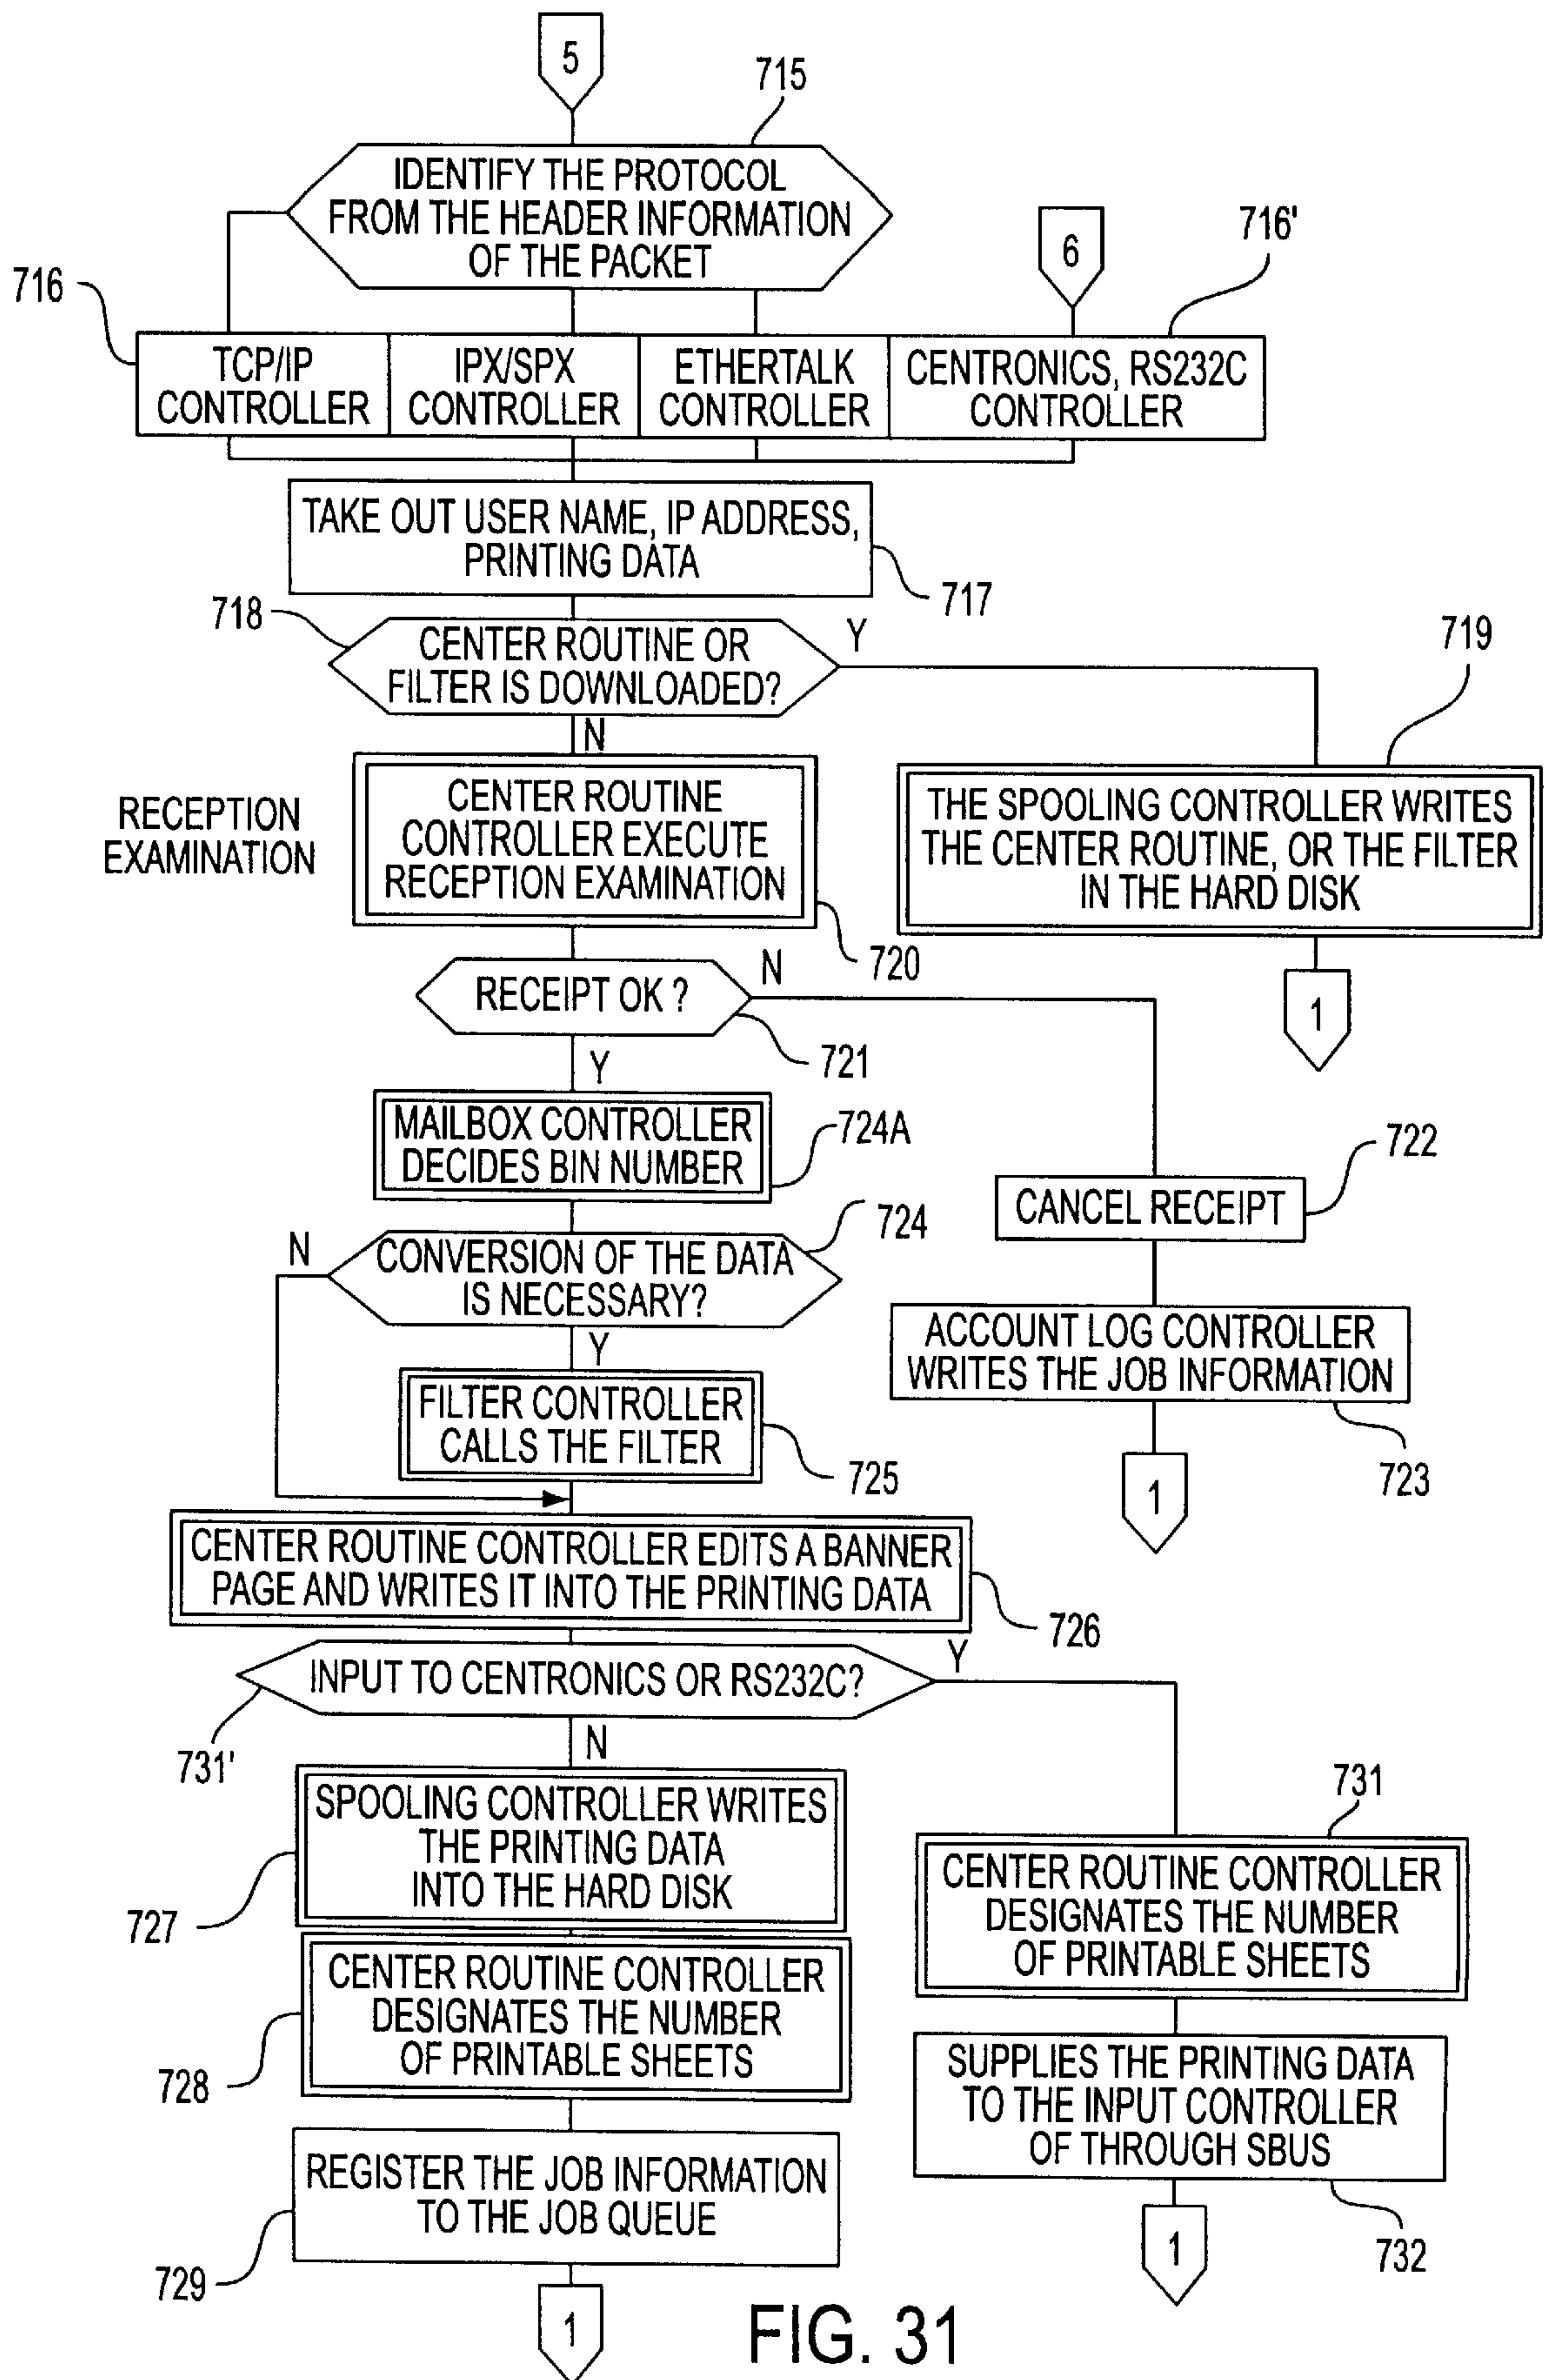 5
715
IDENTIFY THE PROTOCOL
FROM THE HEADER INFORMATION
OF THE PACKET
6
716'
716
TCP/IP
CONTROLLER
IPX/SPX
CONTROLLER
ETHERTALK
CONTROLLER
CENTRONICS, RS232C
CONTROLLER
TAKE OUT USER NAME, IP ADDRESS,
PRINTING DATA
717
718
CENTER ROUTINE OR
FILTER IS DOWNLOADED?
Y
N
719
THE SPOOLING CONTROLLER WRITES
THE CENTER ROUTINE, OR THE FILTER
IN THE HARD DISK
1
RECEPTION
EXAMINATION
CENTER ROUTINE
CONTROLLER EXECUTE
RECEPTION EXAMINATION
720
RECEIPT OK ?
N
721
Y
MAILBOX CONTROLLER
DECIDES BIN NUMBER
724A
722
CANCEL RECEIPT
ACCOUNT LOG CONTROLLER
WRITES THE JOB INFORMATION
723
1
724
N
CONVERSION OF THE DATA
IS NECESSARY?
Y
FILTER CONTROLLER
CALLS THE FILTER
725
CENTER ROUTINE CONTROLLER EDITS A BANNER
PAGE AND WRITES IT INTO THE PRINTING DATA
726
INPUT TO CENTRONICS OR RS232C?
Y
731'
N
SPOOLING CONTROLLER WRITES
THE PRINTING DATA
INTO THE HARD DISK
727
CENTER ROUTINE CONTROLLER
DESIGNATES THE NUMBER
OF PRINTABLE SHEETS
728
REGISTER THE JOB INFORMATION
TO THE JOB QUEUE
729
1
731
CENTER ROUTINE CONTROLLER
DESIGNATES THE NUMBER
OF PRINTABLE SHEETS
SUPPLIES THE PRINTING DATA
TO THE INPUT CONTROLLER
OF THROUGH SBUS
732
1
FIG. 31